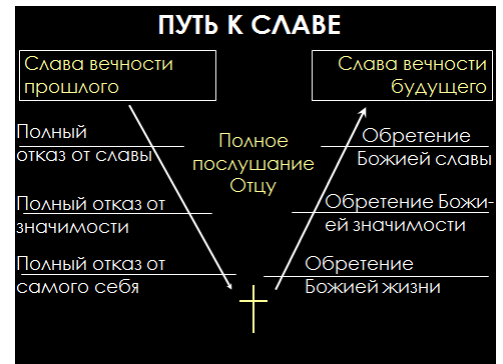 ПУТЬ К СЛАВЕ
Слава вечности
прошлого
Слава вечности
будущего
Полный
отказ от славы
Полное
послушание
Отцу
Обретение
Божией славы
Полный отказ от
значимости
Обретение Божи-
ей значимости
Полный отказ от
самого себя
Обретение
Божией жизни